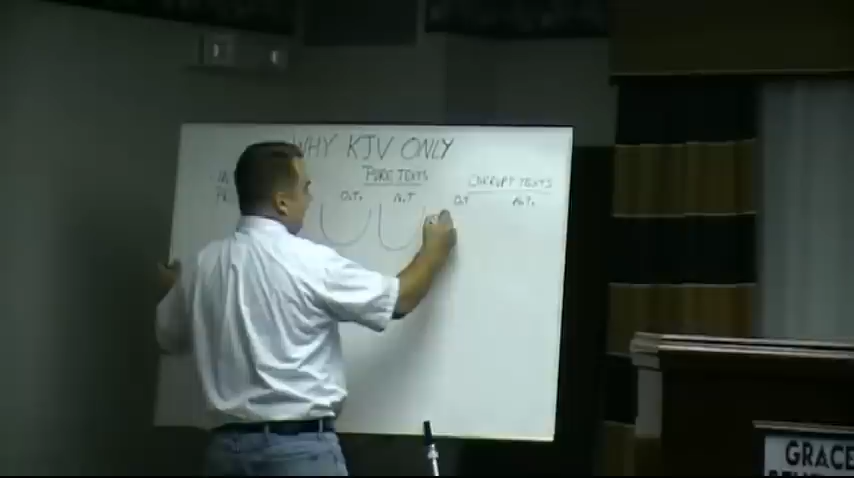 WHY KJV ONLY
PURE TEXTS
CORRUPT TEXTS
O.T. N.T O.T N.T.
GRACE